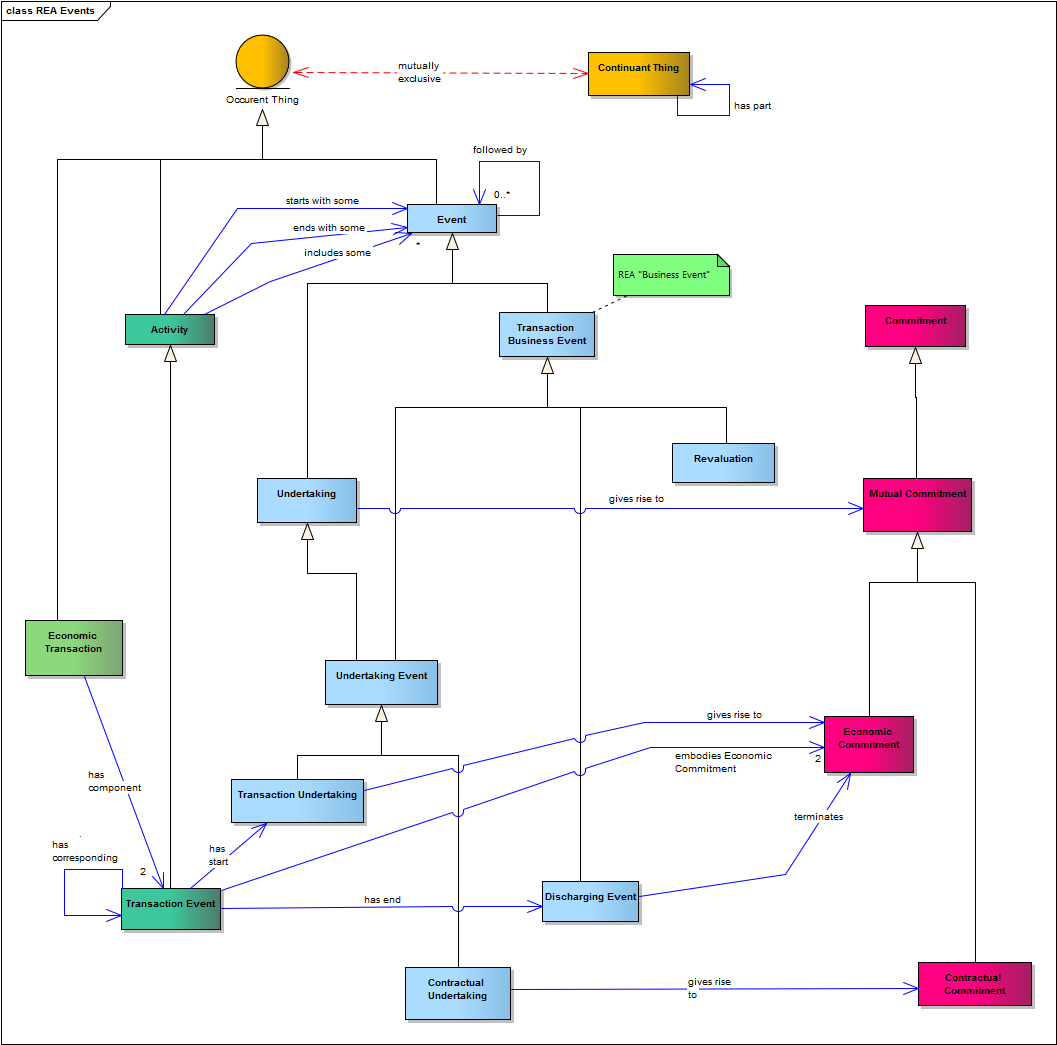 class REA Events
mutually
exclusive
Continuant Thing
Occurent Thing
has part
followed by
0..*
starts with some
Event
ends with some
*
includes some
REA "Business Event"
Activity
Transaction
Business Event
Commitment
Revaluation
Undertaking
gives rise to
Mutual Commitment
Economic
Transaction
Undertaking Event
gives rise to
Economic
Commitment
embodies Economic
Commitment
2
has
component
Transaction Undertaking
terminates
has
corresponding
has
start
2
Transaction Event
has end
Discharging Event
Contractual
Undertaking
gives rise
to
Contractual
Commitment